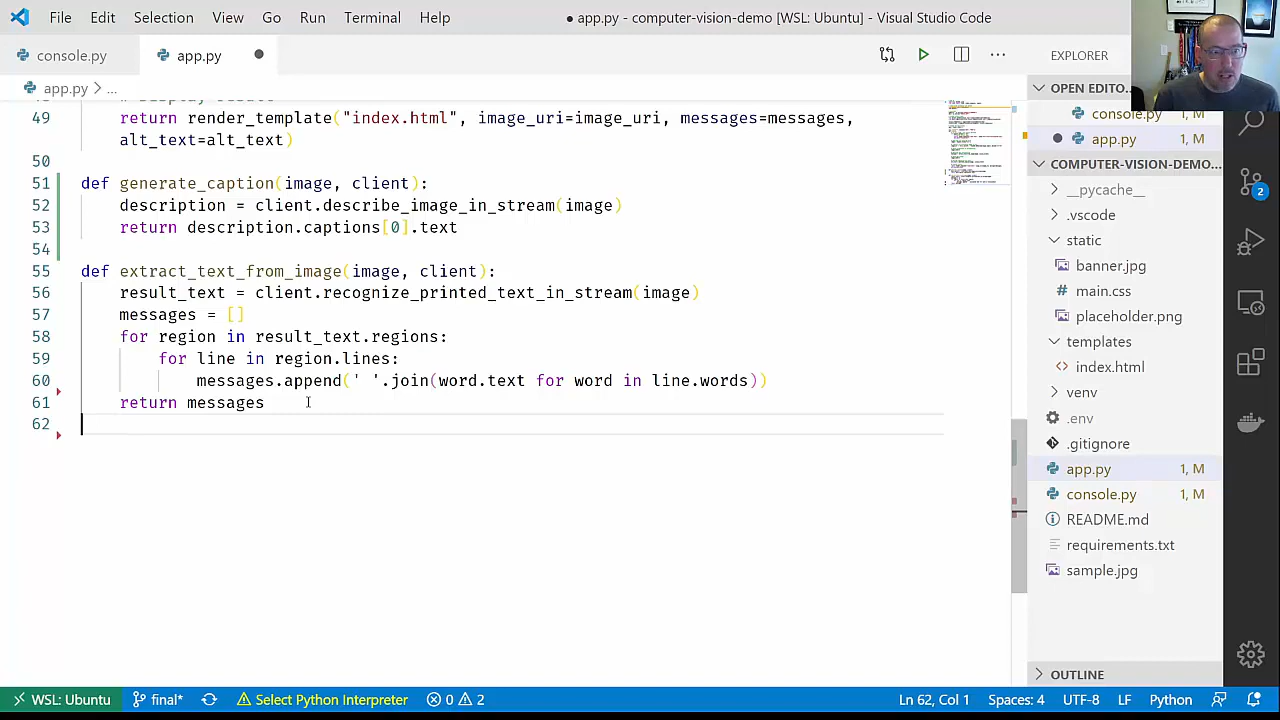 File Edit Selection View Go Run Terminal Help
● app.py - computer-vision-demo [WSL: Ubuntu] - Visual Studio Code
console.py
app.py
app.py > ...
EXPLORER
49 return render_template("index.html", image_uri=image_uri, messages=messages,
alt_text=alt_text)
50
51 def generate_caption(image, client):
52 description = client.describe_image_in_stream(image)
53 return description.captions[0].text
54
55 def extract_text_from_image(image, client):
56 result_text = client.recognize_printed_text_in_stream(image)
57 messages = []
58 for region in result_text.regions:
59 for line in region.lines:
60 messages.append(' '.join(word.text for word in line.words))
61 return messages
62
OPEN EDITO...
console.py
app.py 1, M
COMPUTER-VISION-DEMO...
__pycache__
.vscode
static
banner.jpg
main.css
placeholder.png
templates
index.html
venv
.env
.gitignore
app.py 1, M
console.py 1, M
README.md
requirements.txt
sample.jpg
OUTLINE
2
WSL: Ubuntu final* Select Python Interpreter 0 2 Ln 62, Col 1 Spaces: 4 UTF-8 LF Python